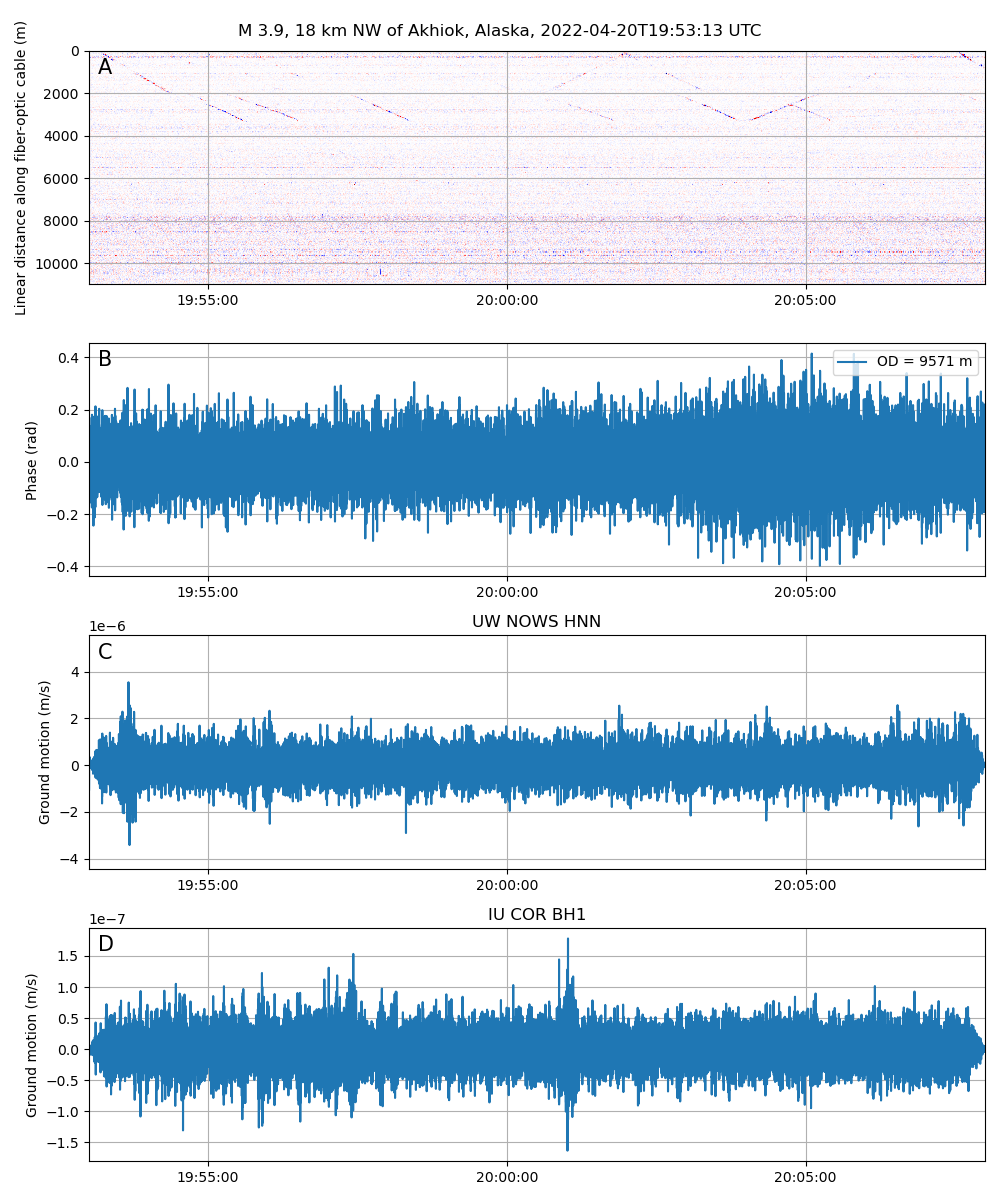 M 3.9, 18 km NW of Akhiok, Alaska, 2022-04-20T19:53:13 UTC
A
Linear distance along fiber-optic cable (m)
0
2000
4000
6000
8000
10000
19:55:00 20:00:00 20:05:00
B
OD = 9571 m
Phase (rad)
0.4
0.2
0.0
−0.2
−0.4
19:55:00 20:00:00 20:05:00
UW NOWS HNN
1e−6
C
Ground motion (m/s)
4
2
0
−2
−4
19:55:00 20:00:00 20:05:00
IU COR BH1
1e−7
D
Ground motion (m/s)
1.5
1.0
0.5
0.0
−0.5
−1.0
−1.5
19:55:00 20:00:00 20:05:00